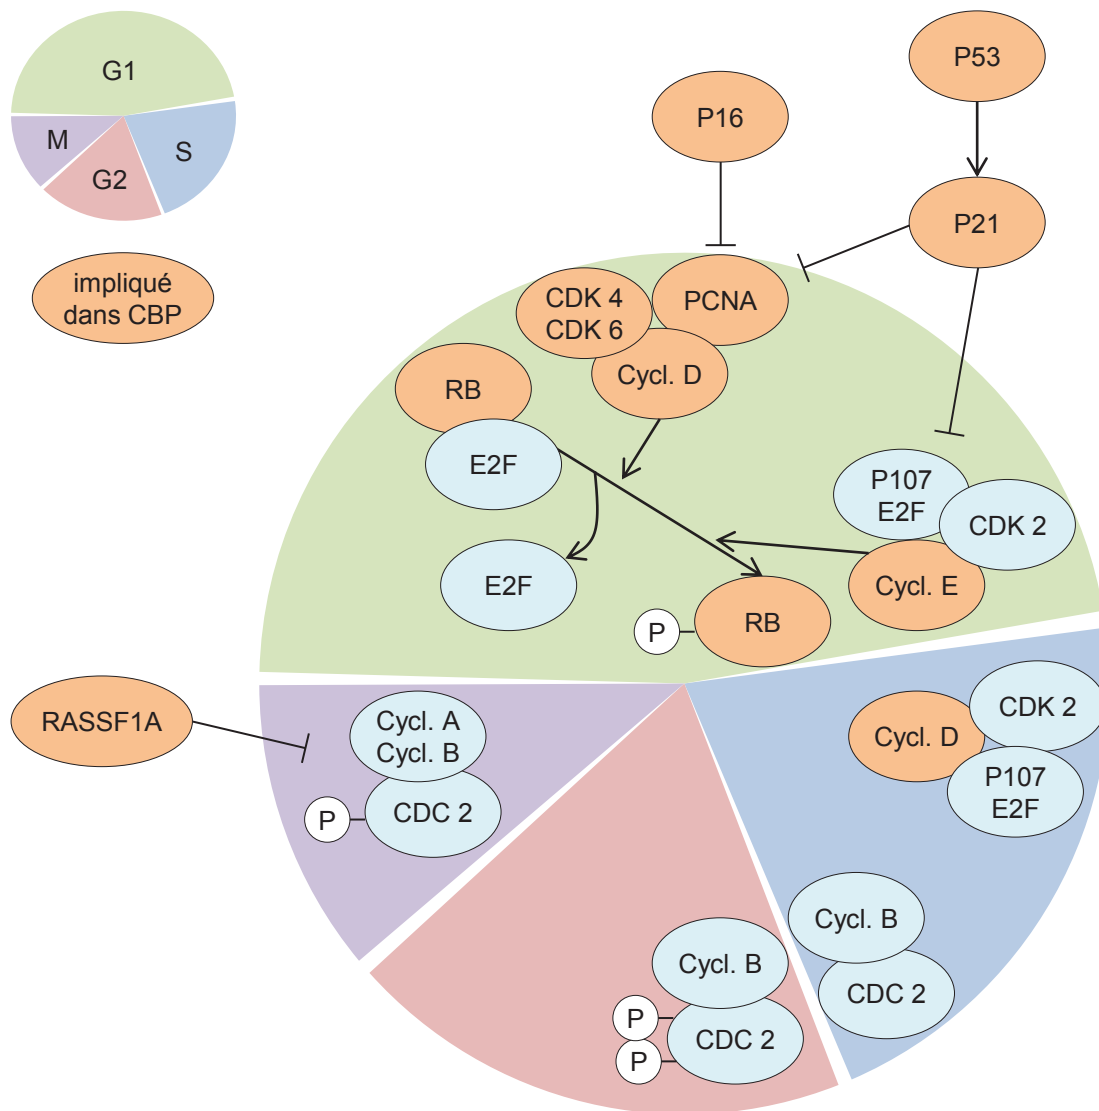 G1
M
S
G2
impliqué
dans CBP
P53
P16
P21
CDK 4
CDK 6
PCNA
Cycl. D
RB
E2F
P107
E2F
CDK 2
Cycl. E
E2F
P
RB
RASSF1A
Cycl. A
Cycl. B
CDC 2
P
CDK 2
Cycl. D
P107
E2F
Cycl. B
CDC 2
Cycl. B
CDC 2
P
P